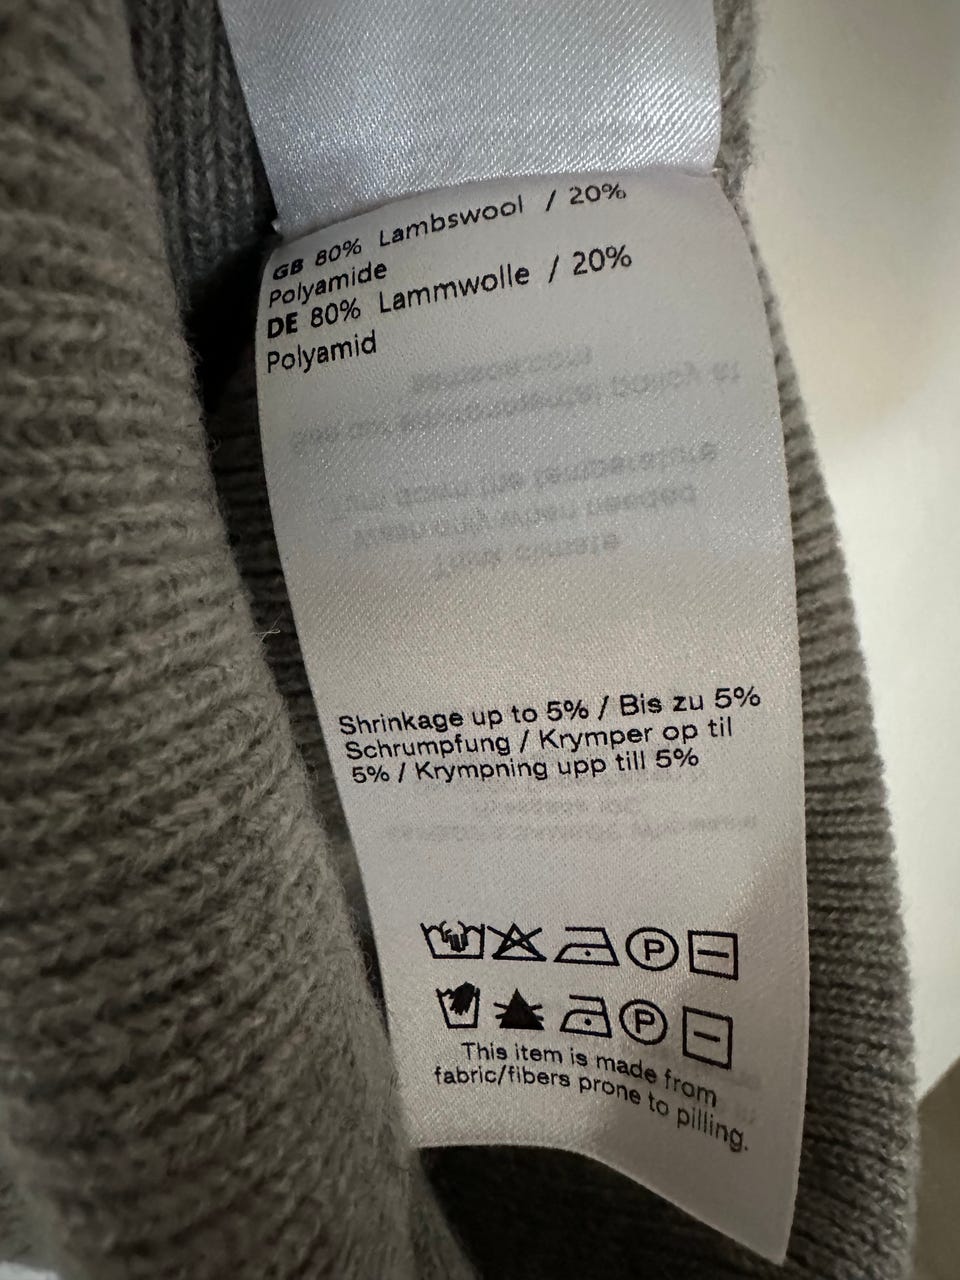 GB 80% Lambswool / 20%
Polyamide
DE 80% Lammwolle / 20%
Polyamid
Shrinkage up to 5% / Bis zu 5%
Schrumpfung / Krymper op til
5% / Krympning upp till 5%
P
P
This item is made from
fabric/fibers prone to pilling.